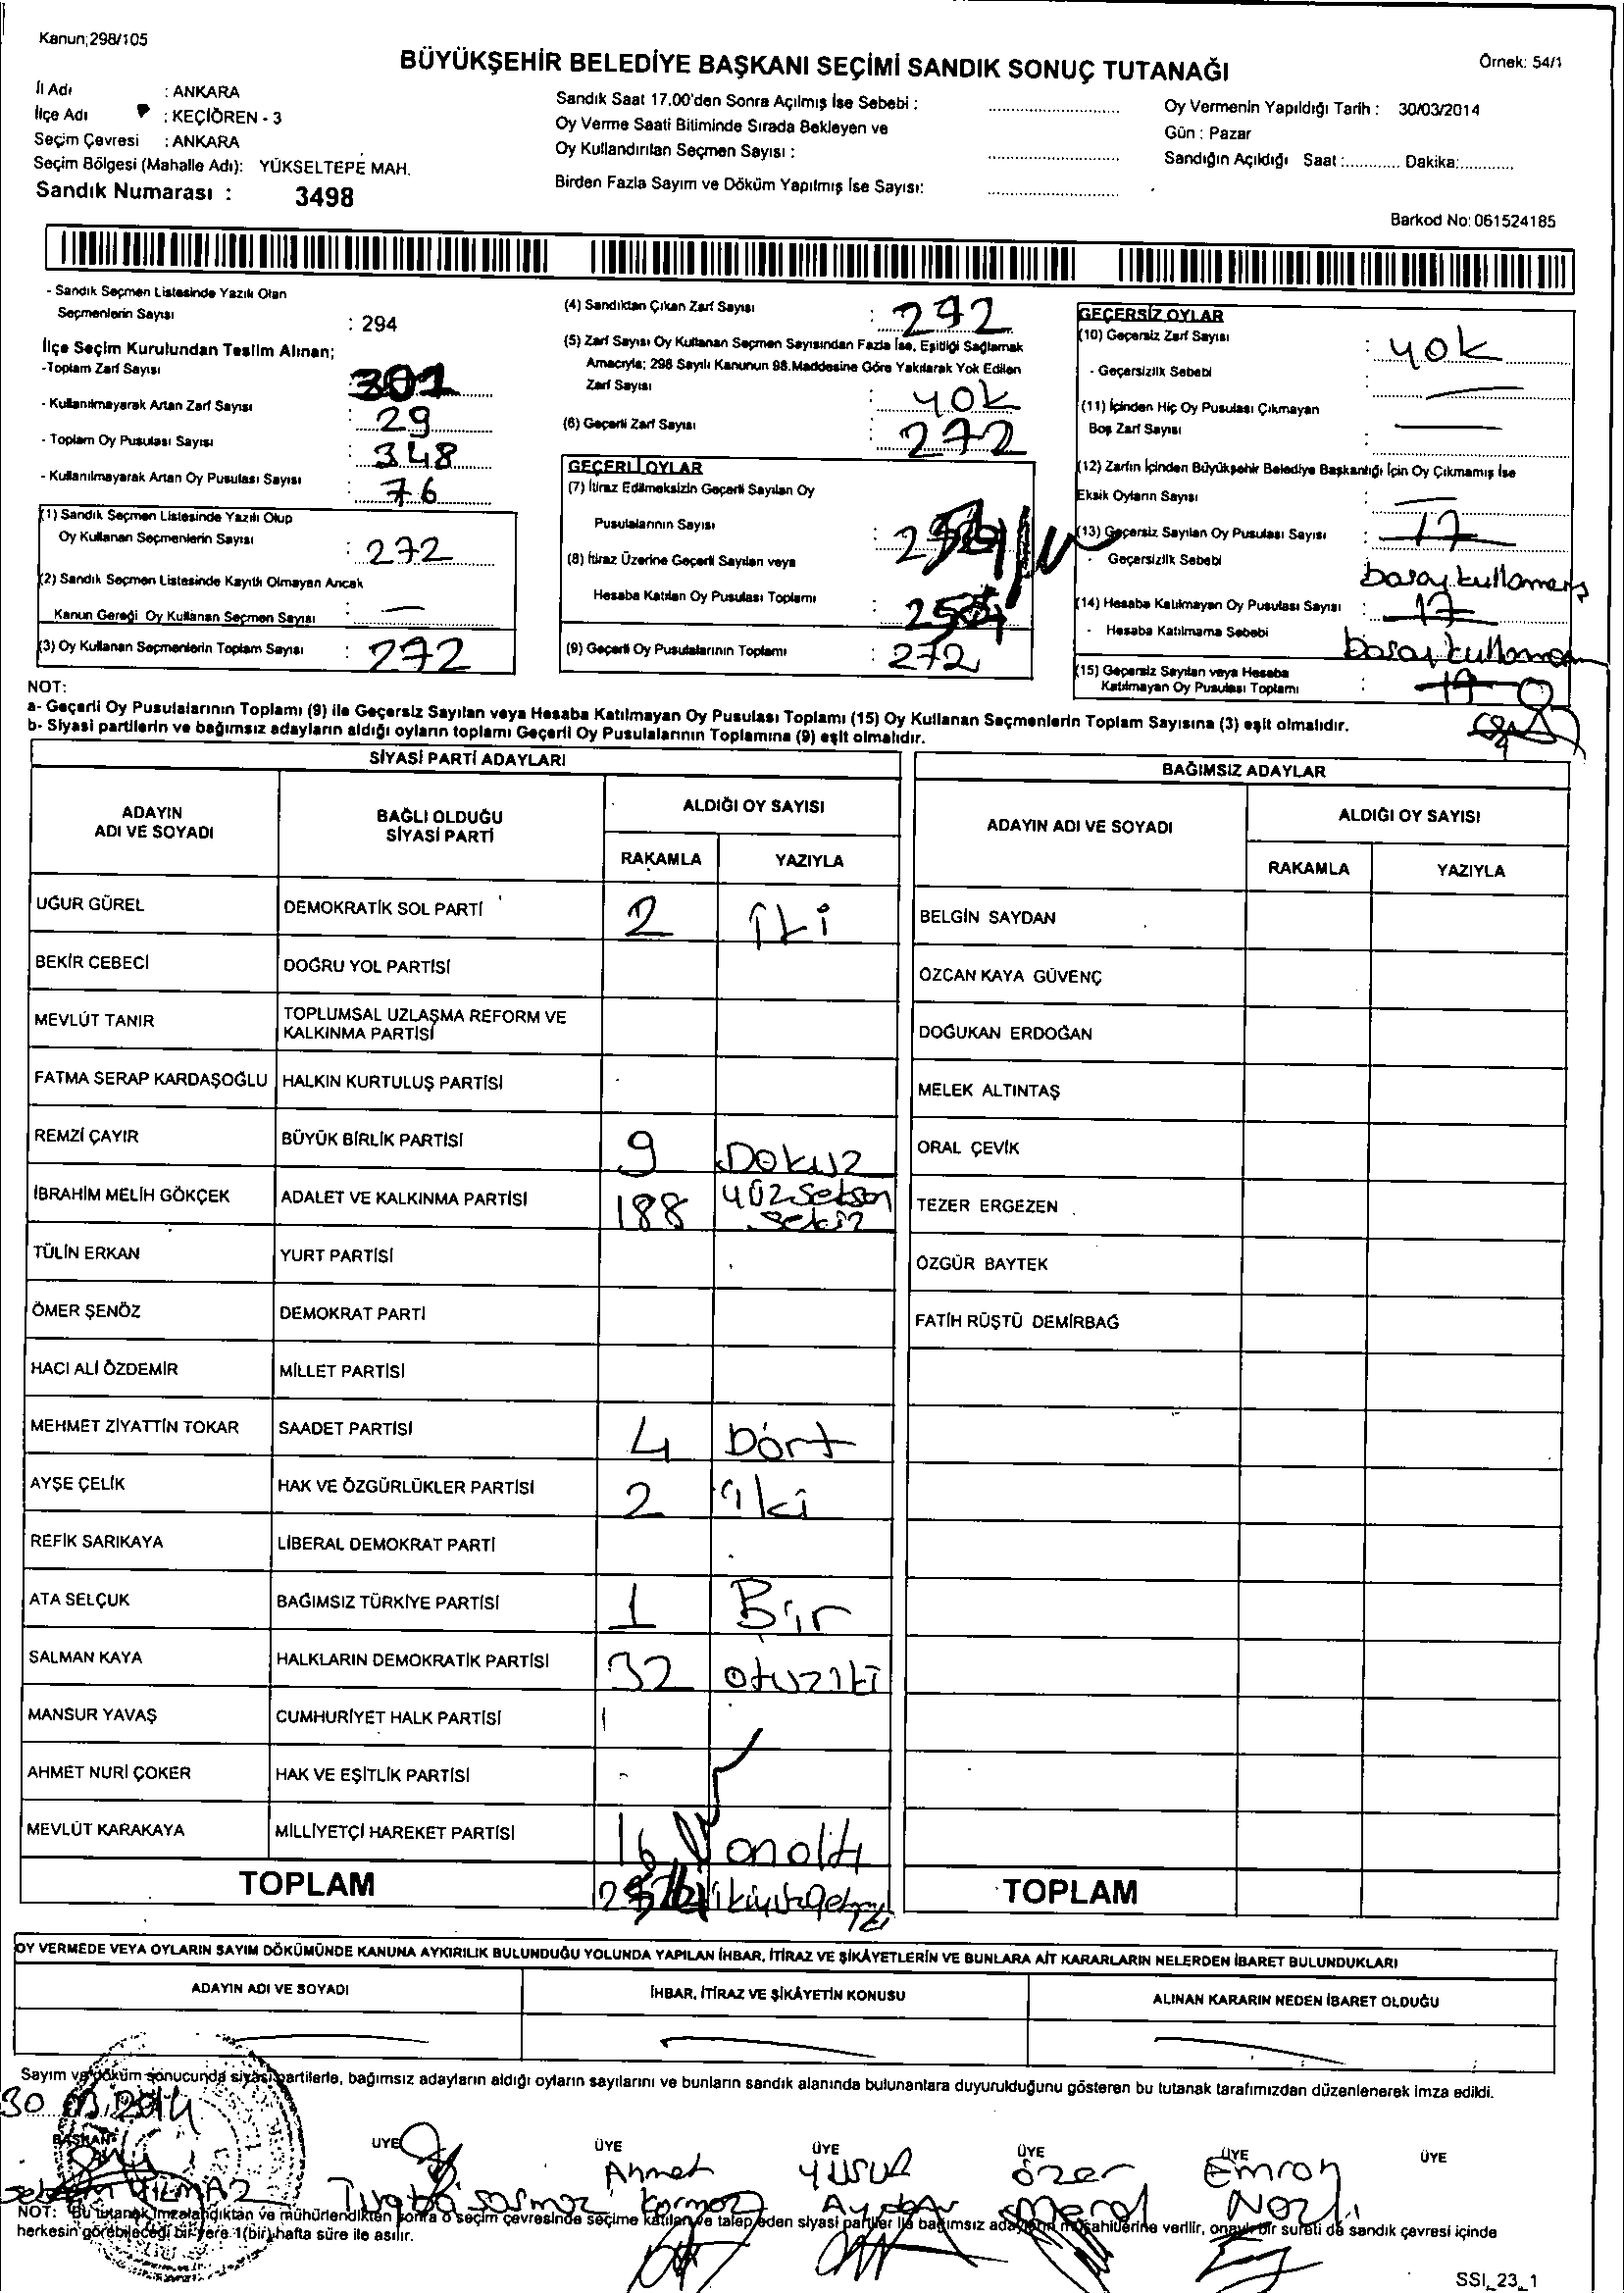 Kanun;298/105
BÜYÜKŞEHİR BELEDİYE BAŞKANI SEÇİMİ SANDIK SONUÇ TUTANAĞI
Örnek: 54/1
İl Adı : ANKARA
İlçe Adı : KEÇİÖREN - 3
Seçim Çevresi : ANKARA
Seçim Bölgesi (Mahalle Adı): YÜKSELTEPE MAH.
Sandık Numarası : 3498
Sandık Saat 17.00'den Sonra Açılmış İse Sebebi :
Oy Verme Saati Bitiminde Sırada Bekleyen ve
Oy Kullandırılan Seçmen Sayısı :
Birden Fazla Sayım ve Döküm Yapılmış İse Sayısı:
Oy Vermenin Yapıldığı Tarih : 30/03/2014
Gün : Pazar
Sandığın Açıldığı Saat :............ Dakika:............
Barkod No: 061524185
- Sandık Seçmen Listesinde Yazılı Olan
Seçmenlerin Sayısı : 294
İlçe Seçim Kurulundan Teslim Alınan;
-Toplam Zarf Sayısı : 301
- Kullanılmayarak Artan Zarf Sayısı : 29
- Toplam Oy Pusulası Sayısı : 348
- Kullanılmayarak Artan Oy Pusulası Sayısı : 76
(1) Sandık Seçmen Listesinde Yazılı Olup
Oy Kullanan Seçmenlerin Sayısı : 272
(2) Sandık Seçmen Listesinde Kayıtlı Olmayan Ancak
Kanun Gereği Oy Kullanan Seçmen Sayısı : —
(3) Oy Kullanan Seçmenlerin Toplam Sayısı : 272
(4) Sandıktan Çıkan Zarf Sayısı : 272
(5) Zarf Sayısı Oy Kullanan Seçmen Sayısından Fazla İse, Eşitliği Sağlamak
Amacıyla; 298 Sayılı Kanunun 98.Maddesine Göre Yakılarak Yok Edilen
Zarf Sayısı : yok
(6) Geçerli Zarf Sayısı : 272
GEÇERLİ OYLAR
(7) İtiraz Edilmeksizin Geçerli Sayılan Oy
Pusulalarının Sayısı :
(8) İtiraz Üzerine Geçerli Sayılan veya
Hesaba Katılan Oy Pusulası Toplamı :
(9) Geçerli Oy Pusulalarının Toplamı : 272
GEÇERSİZ OYLAR
(10) Geçersiz Zarf Sayısı : yok
- Geçersizlik Sebebi
(11) İçinden Hiç Oy Pusulası Çıkmayan
Boş Zarf Sayısı : —
(12) Zarfın İçinden Büyükşehir Belediye Başkanlığı İçin Oy Çıkmamış İse
Eksik Oyların Sayısı : —
(13) Geçersiz Sayılan Oy Pusulası Sayısı : 17
- Geçersizlik Sebebi
(14) Hesaba Katılmayan Oy Pusulası Sayısı : 17
- Hesaba Katılmama Sebebi
(15) Geçersiz Sayılan veya Hesaba
Katılmayan Oy Pusulası Toplamı :
NOT:
a- Geçerli Oy Pusulalarının Toplamı (9) ile Geçersiz Sayılan veya Hesaba Katılmayan Oy Pusulası Toplamı (15) Oy Kullanan Seçmenlerin Toplam Sayısına (3) eşit olmalıdır.
b- Siyasi partilerin ve bağımsız adayların aldığı oyların toplamı Geçerli Oy Pusulalarının Toplamına (9) eşit olmalıdır.
SİYASİ PARTİ ADAYLARI
ADAYIN ADI VE SOYADI
BAĞLI OLDUĞU SİYASİ PARTİ
ALDIĞI OY SAYISI
RAKAMLA YAZIYLA
UĞUR GÜREL DEMOKRATİK SOL PARTİ 2 iki
BEKİR CEBECİ DOĞRU YOL PARTİSİ
MEVLÜT TANIR TOPLUMSAL UZLAŞMA REFORM VE
KALKINMA PARTİSİ
FATMA SERAP KARDAŞOĞLU HALKIN KURTULUŞ PARTİSİ
REMZİ ÇAYIR BÜYÜK BİRLİK PARTİSİ 9 Dokuz
İBRAHİM MELİH GÖKÇEK ADALET VE KALKINMA PARTİSİ 188 yüzseksen
sekiz
TÜLİN ERKAN YURT PARTİSİ
ÖMER ŞENÖZ DEMOKRAT PARTİ
HACI ALİ ÖZDEMİR MİLLET PARTİSİ
MEHMET ZİYATTİN TOKAR SAADET PARTİSİ 4 Dört
AYŞE ÇELİK HAK VE ÖZGÜRLÜKLER PARTİSİ 2 iki
REFİK SARIKAYA LİBERAL DEMOKRAT PARTİ
ATA SELÇUK BAĞIMSIZ TÜRKİYE PARTİSİ 1 Bir
SALMAN KAYA HALKLARIN DEMOKRATİK PARTİSİ 32 otuziki
MANSUR YAVAŞ CUMHURİYET HALK PARTİSİ
AHMET NURİ ÇOKER HAK VE EŞİTLİK PARTİSİ -
MEVLÜT KARAKAYA MİLLİYETÇİ HAREKET PARTİSİ 16 onaltı
TOPLAM
BAĞIMSIZ ADAYLAR
ADAYIN ADI VE SOYADI
ALDIĞI OY SAYISI
RAKAMLA YAZIYLA
BELGİN SAYDAN
ÖZCAN KAYA GÜVENÇ
DOĞUKAN ERDOĞAN
MELEK ALTINTAŞ
ORAL ÇEVİK
TEZER ERGEZEN
ÖZGÜR BAYTEK
FATİH RÜŞTÜ DEMİRBAĞ
TOPLAM
OY VERMEDE VEYA OYLARIN SAYIM DÖKÜMÜNDE KANUNA AYKIRILIK BULUNDUĞU YOLUNDA YAPILAN İHBAR, İTİRAZ VE ŞİKÂYETLERİN VE BUNLARA AİT KARARLARIN NELERDEN İBARET BULUNDUKLARI
ADAYIN ADI VE SOYADI İHBAR, İTİRAZ VE ŞİKÂYETİN KONUSU ALINAN KARARIN NEDEN İBARET OLDUĞU
Sayım ve döküm sonucunda siyasi partilerle, bağımsız adayların aldığı oyların sayılarını ve bunların sandık alanında bulunanlara duyurulduğunu gösteren bu tutanak tarafımızdan düzenlenerek imza edildi.
30.03.2014
BAŞKAN ÜYE ÜYE ÜYE ÜYE ÜYE ÜYE
Ahmet Yusuf Özer Emrah
YILMAZ Tuğba Kormaz Aydoğar Meral Nazlı
NOT: Bu tutanak imzalandıktan ve mühürlendikten sonra o seçim çevresinde seçime katılan ve talep eden siyasi partiler ile bağımsız adayların müşahitlerine verilir, onaylı bir sureti de sandık çevresi içinde
herkesin görebileceği bir yere 1(bir) hafta süre ile asılır.
SSI_23_1